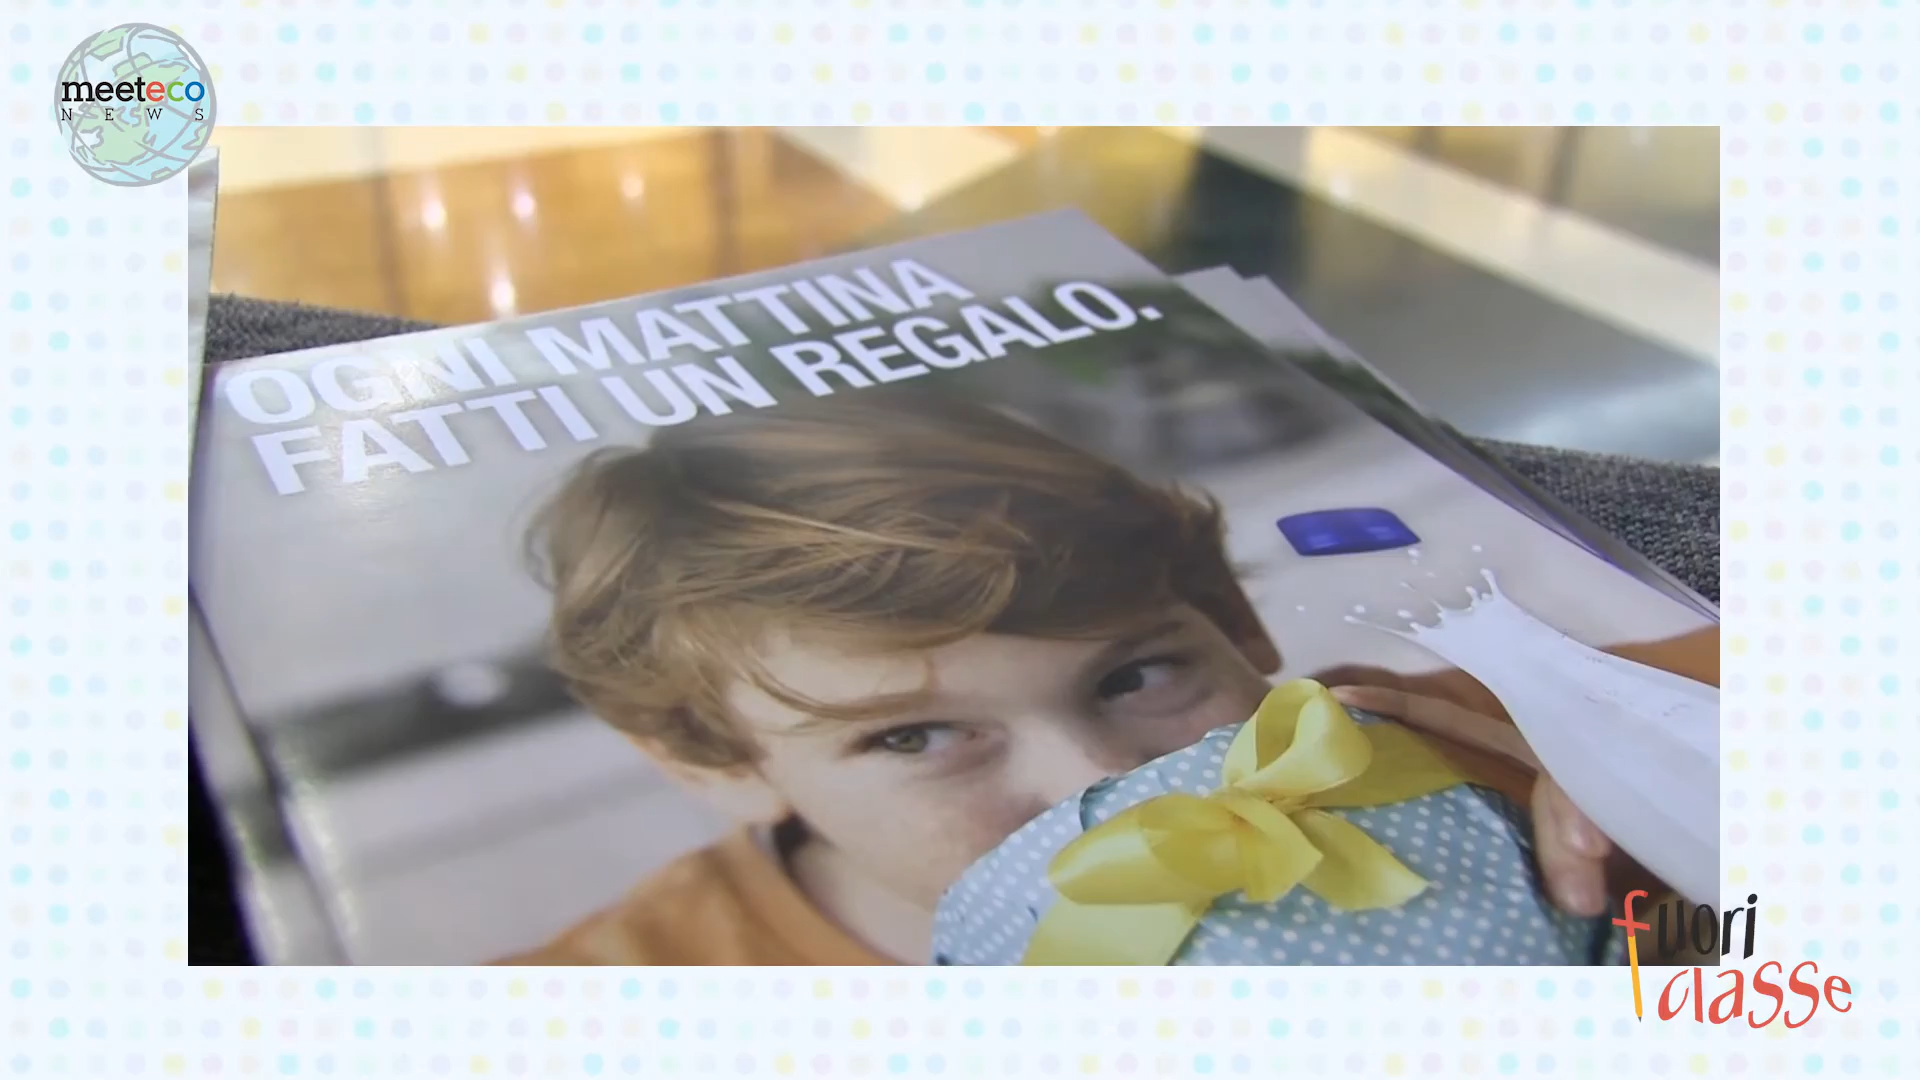 meeteco
NEWS
OGNI MATTINA
FATTI UN REGALO.
fuori
classe